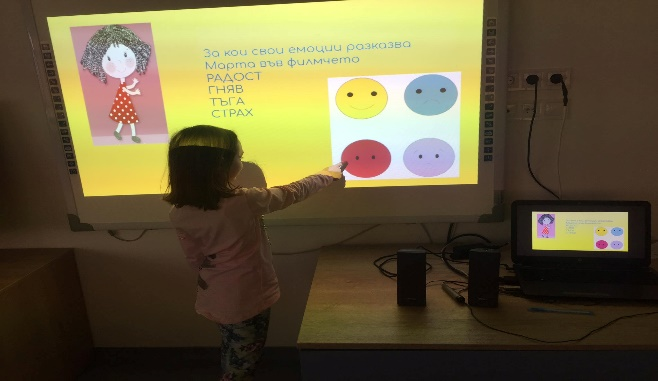 За кои свои емоции разказва
Марта във филмчето
РАДОСТ
ГНЯВ
ТЪГА
СТРАХ